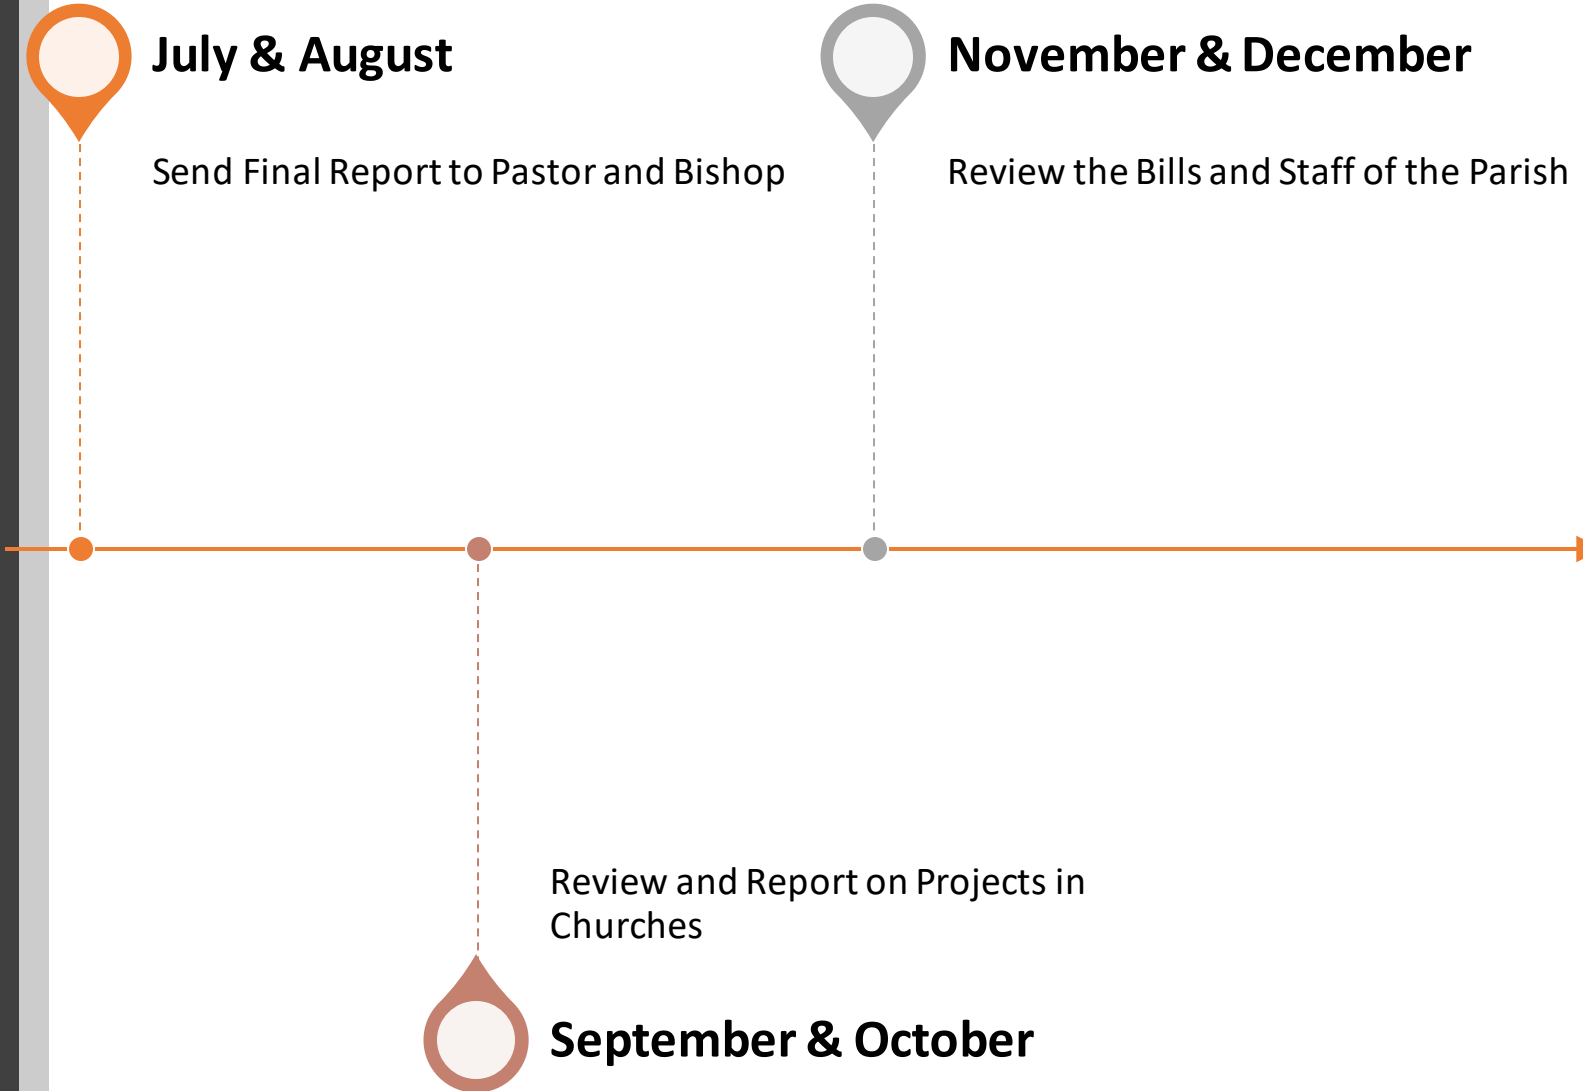 July & August
Send Final Report to Pastor and Bishop
November & December
Review the Bills and Staff of the Parish
Review and Report on Projects in
Churches
September & October